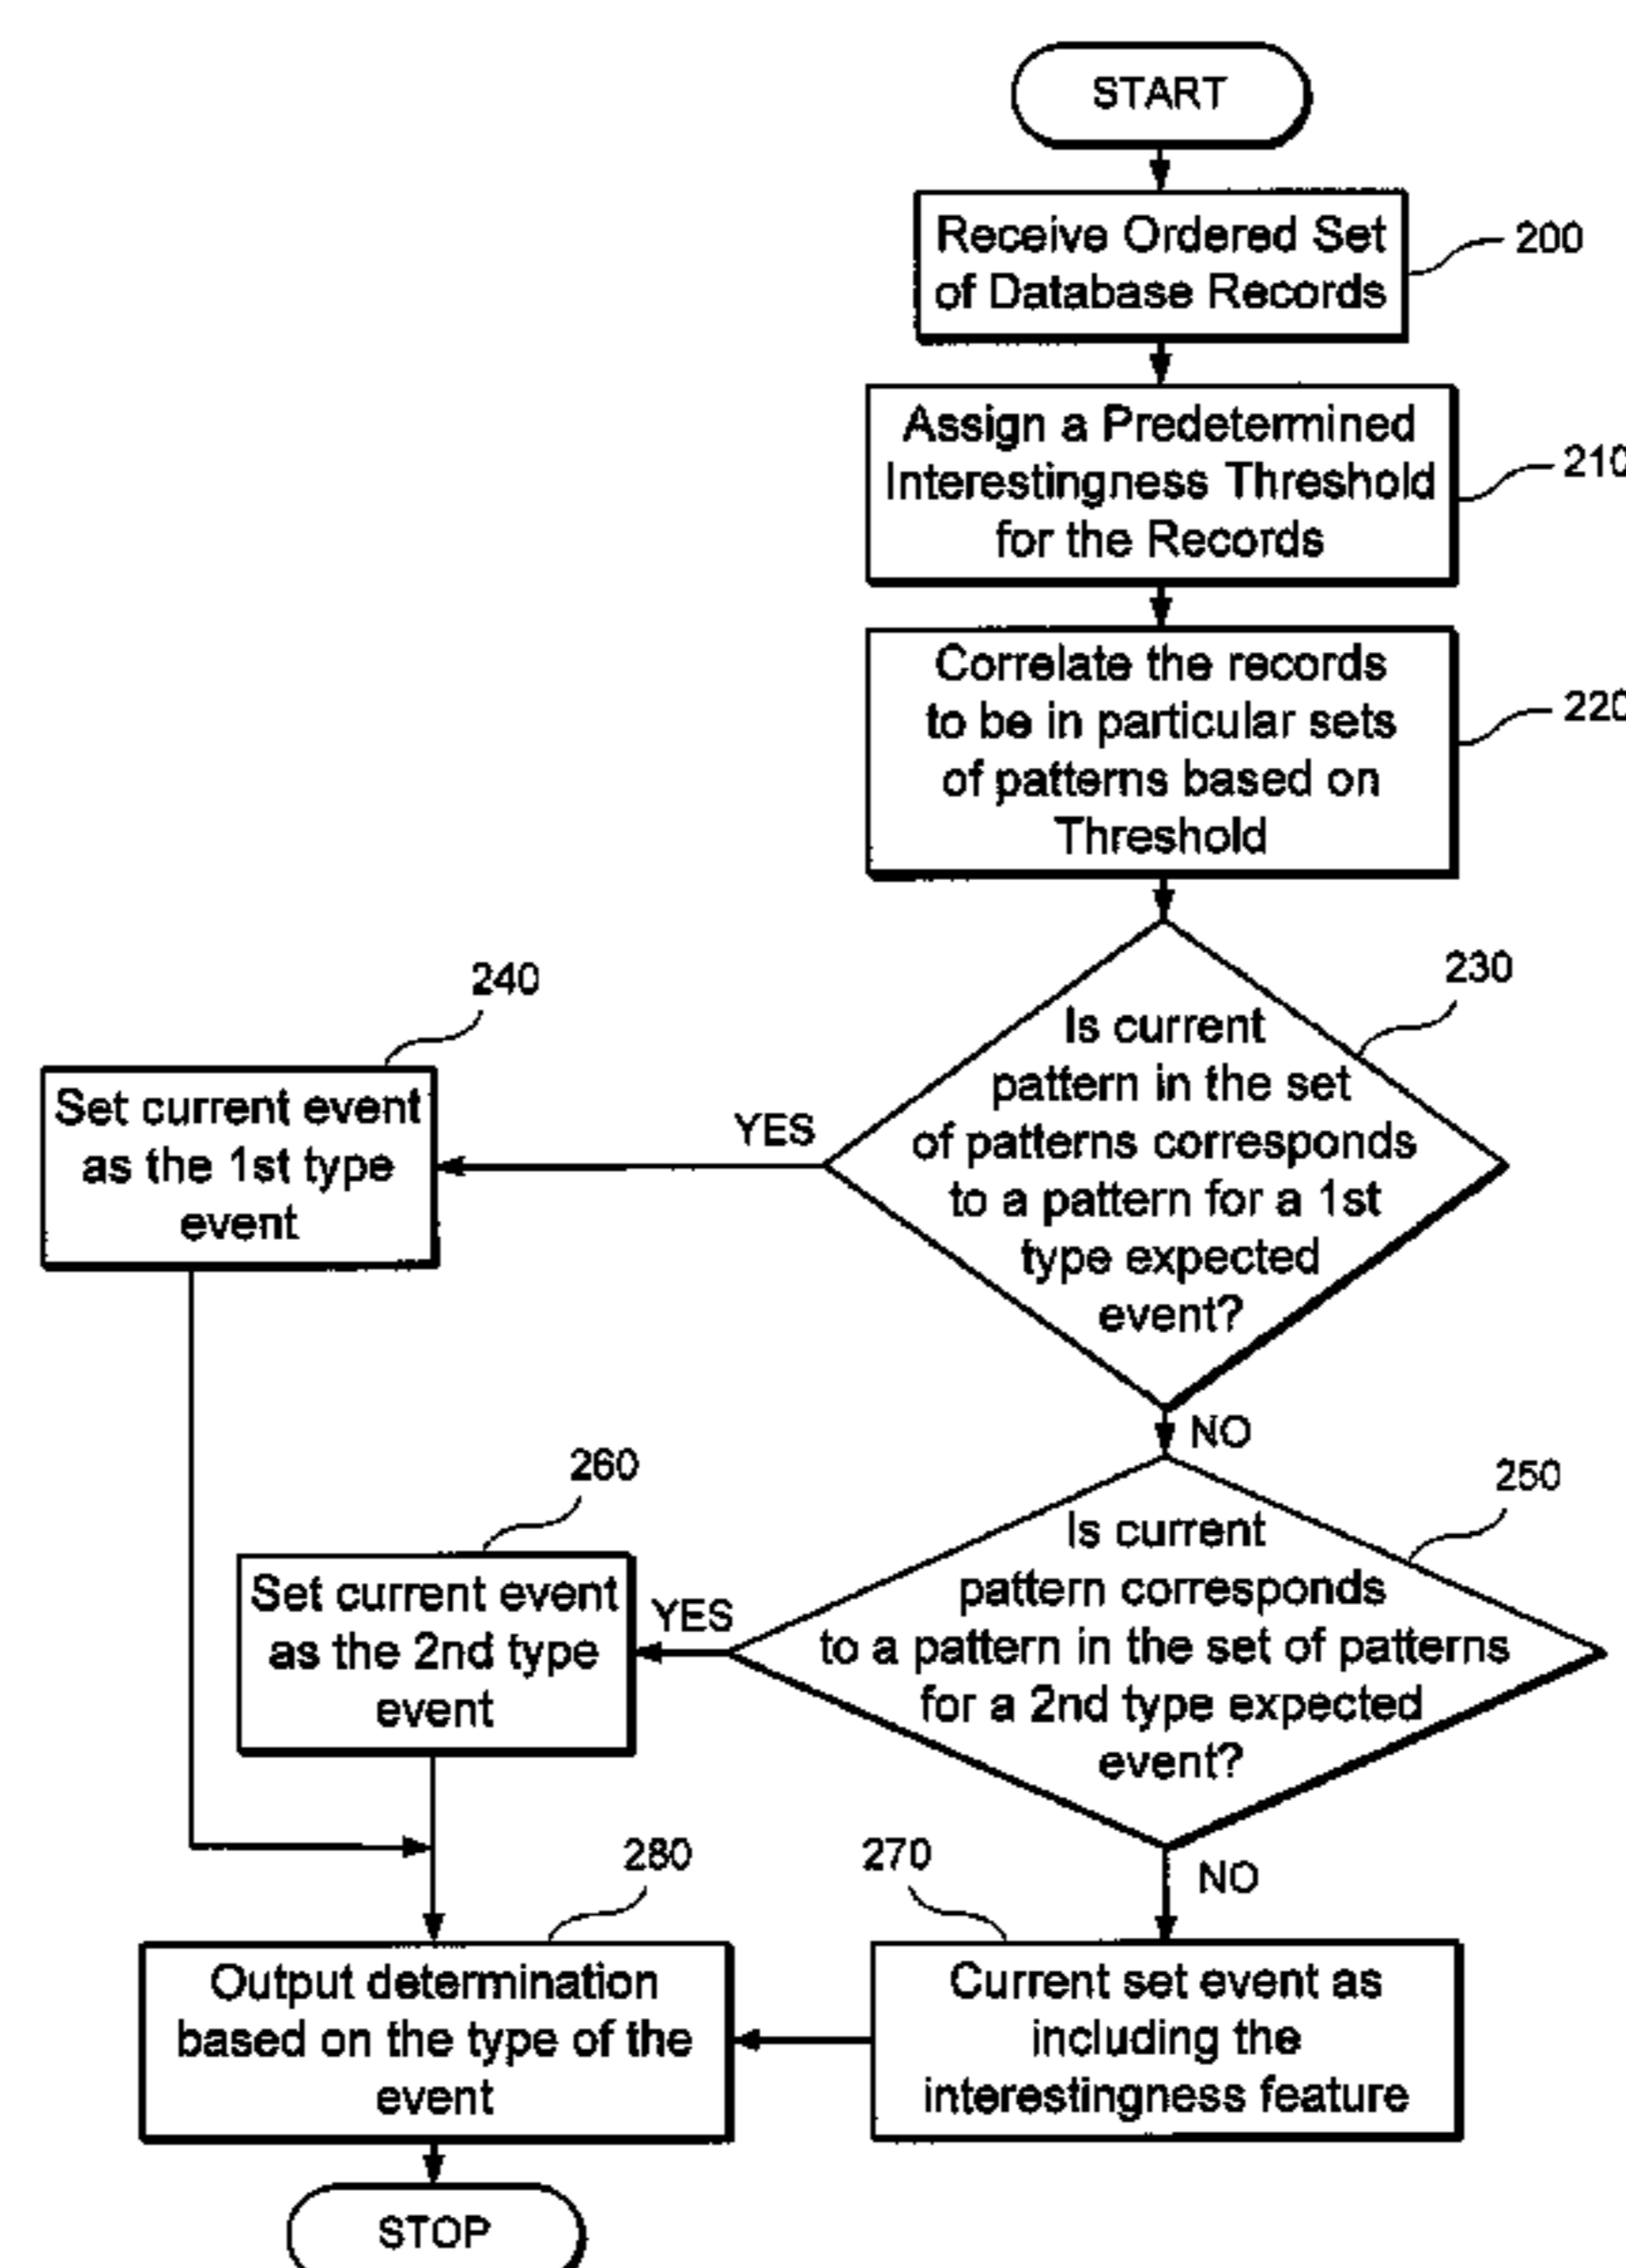 START
Receive Ordered Set
of Database Records
200
Assign a Predetermined
Interestingness Threshold
for the Records
210
Correlate the records
to be in particular sets
of patterns based on
Threshold
220
230
Is current
pattern in the set
of patterns corresponds
to a pattern for a 1st
type expected
event?
YES
240
Set current event
as the 1st type
event
NO
250
Is current
pattern corresponds
to a pattern in the set of patterns
for a 2nd type expected
event?
YES
260
Set current event
as the 2nd type
event
NO
270
Current set event as
including the
interestingness feature
280
Output determination
based on the type of the
event
STOP